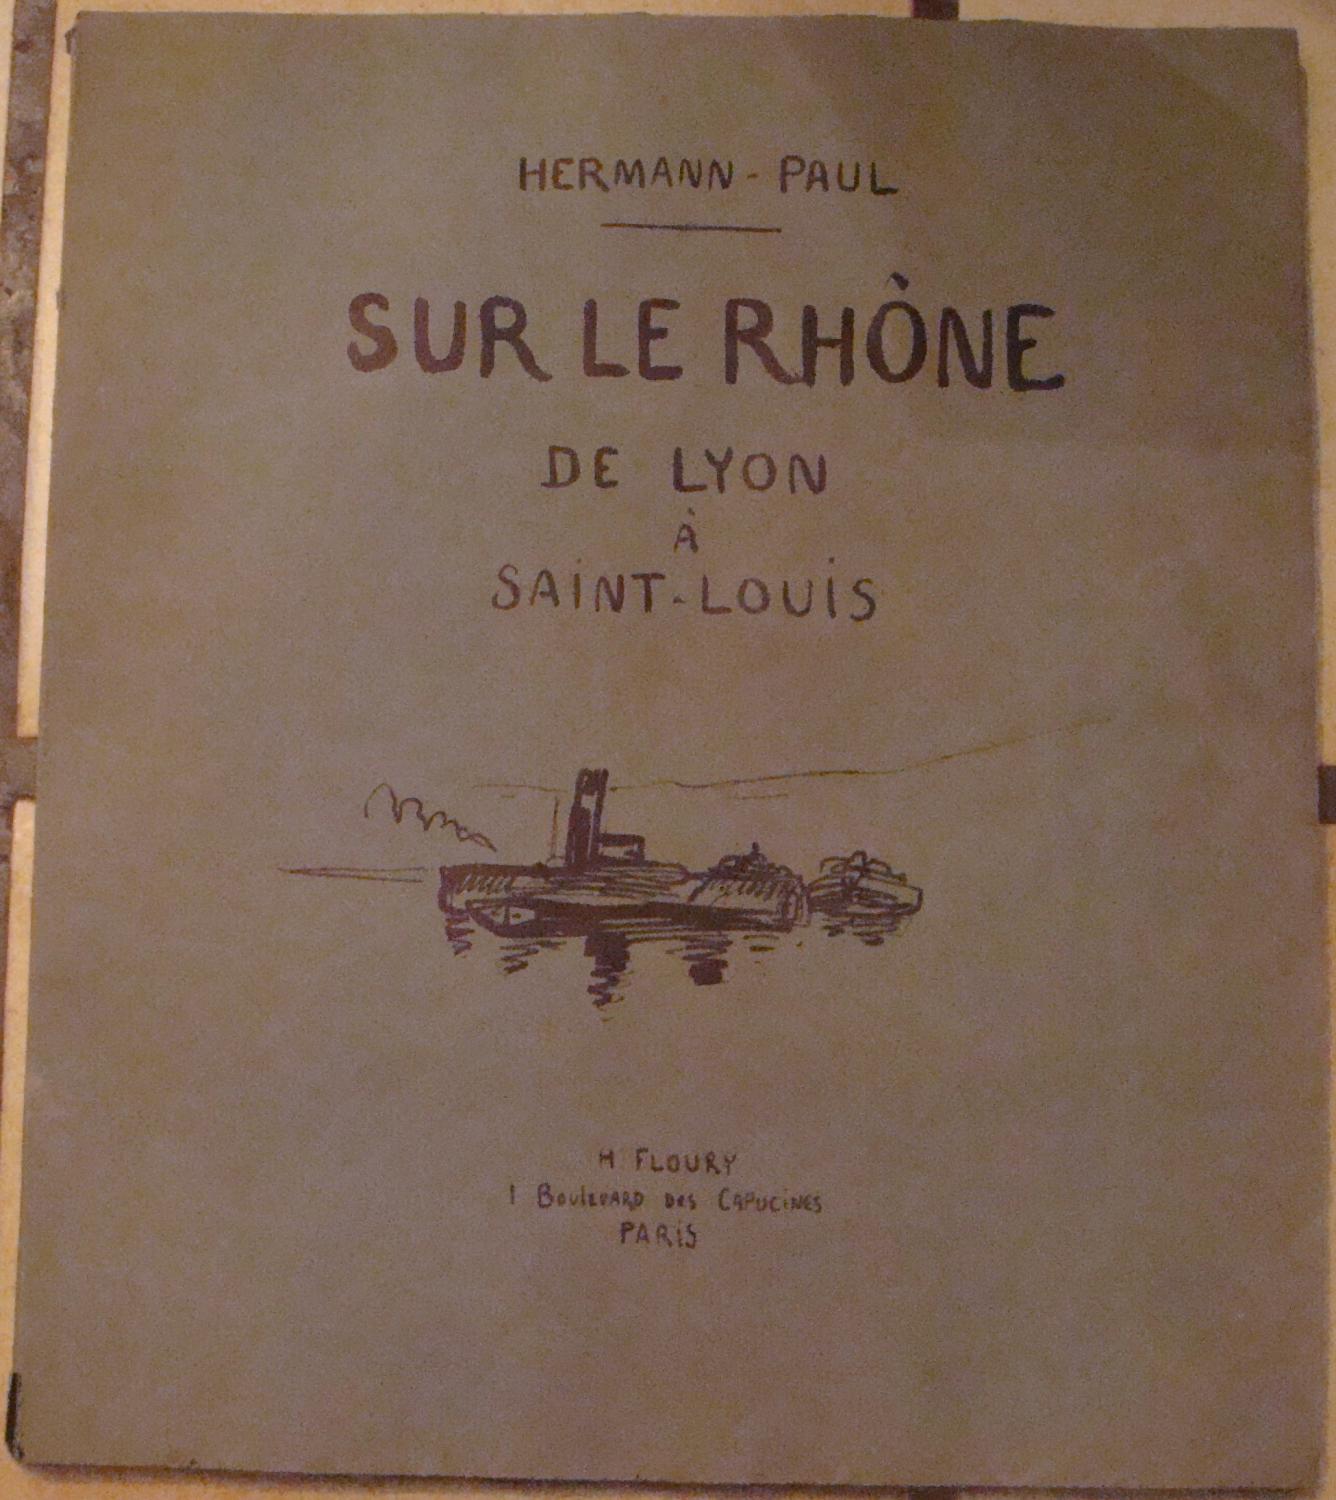 HERMANN-PAUL
SUR LE RHÔNE
DE LYON
À
SAINT-LOUIS
H FLOURY
1 BOULEVARD DES CAPUCINES
PARIS